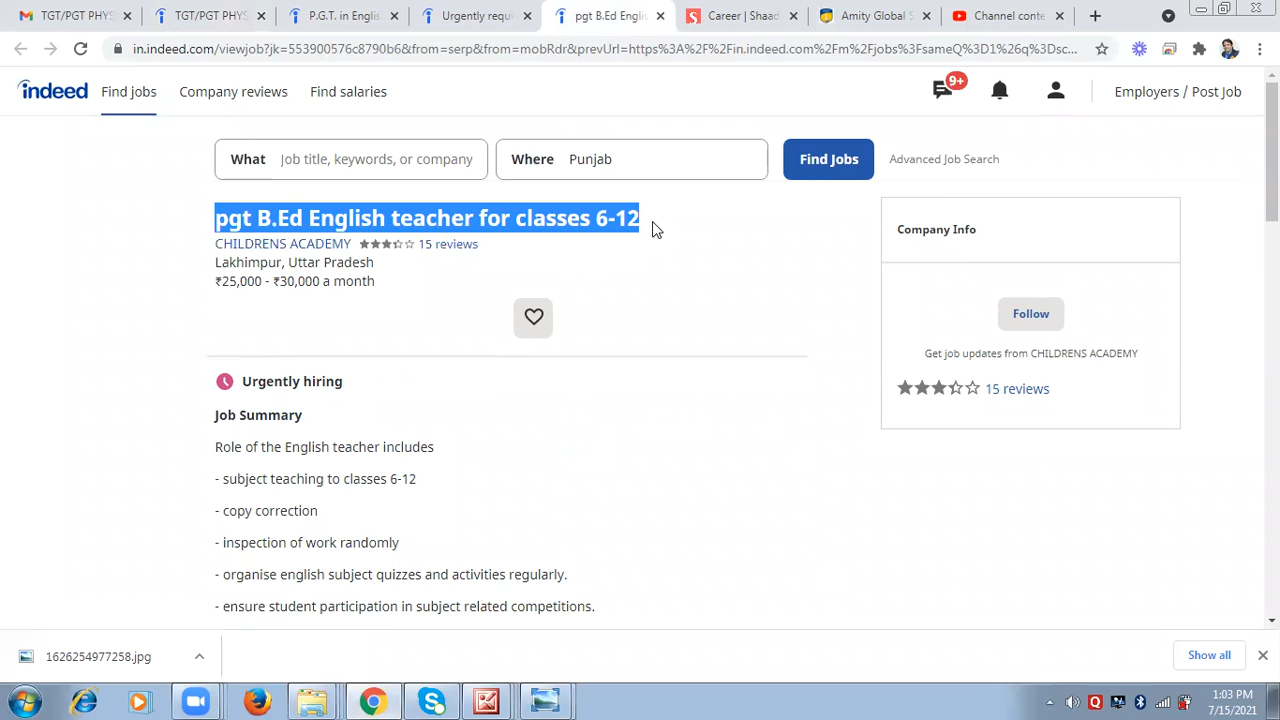 TGT/PGT PHYS
TGT/PGT PHYS
P.G.T. in Englis
Urgently requi
pgt B.Ed Englis
Career | Shaad
Amity Global S
Channel conte
in.indeed.com/viewjob?jk=553900576c8790b6&from=serp&from=mobRdr&prevUrl=https%3A%2F%2Fin.indeed.com%2Fm%2Fjobs%3FsameQ%3D1%26q%3Dsc...
indeed
Find jobs
Company reviews
Find salaries
9+
Employers / Post Job
What
Job title, keywords, or company
Where
Punjab
Find Jobs
Advanced Job Search
pgt B.Ed English teacher for classes 6-12
CHILDRENS ACADEMY
15 reviews
Lakhimpur, Uttar Pradesh
₹25,000 - ₹30,000 a month
Company Info
Follow
Get job updates from CHILDRENS ACADEMY
15 reviews
Urgently hiring
Job Summary
Role of the English teacher includes
- subject teaching to classes 6-12
- copy correction
- inspection of work randomly
- organise english subject quizzes and activities regularly.
- ensure student participation in subject related competitions.
1626254977258.jpg
Show all
1:03 PM
7/15/2021